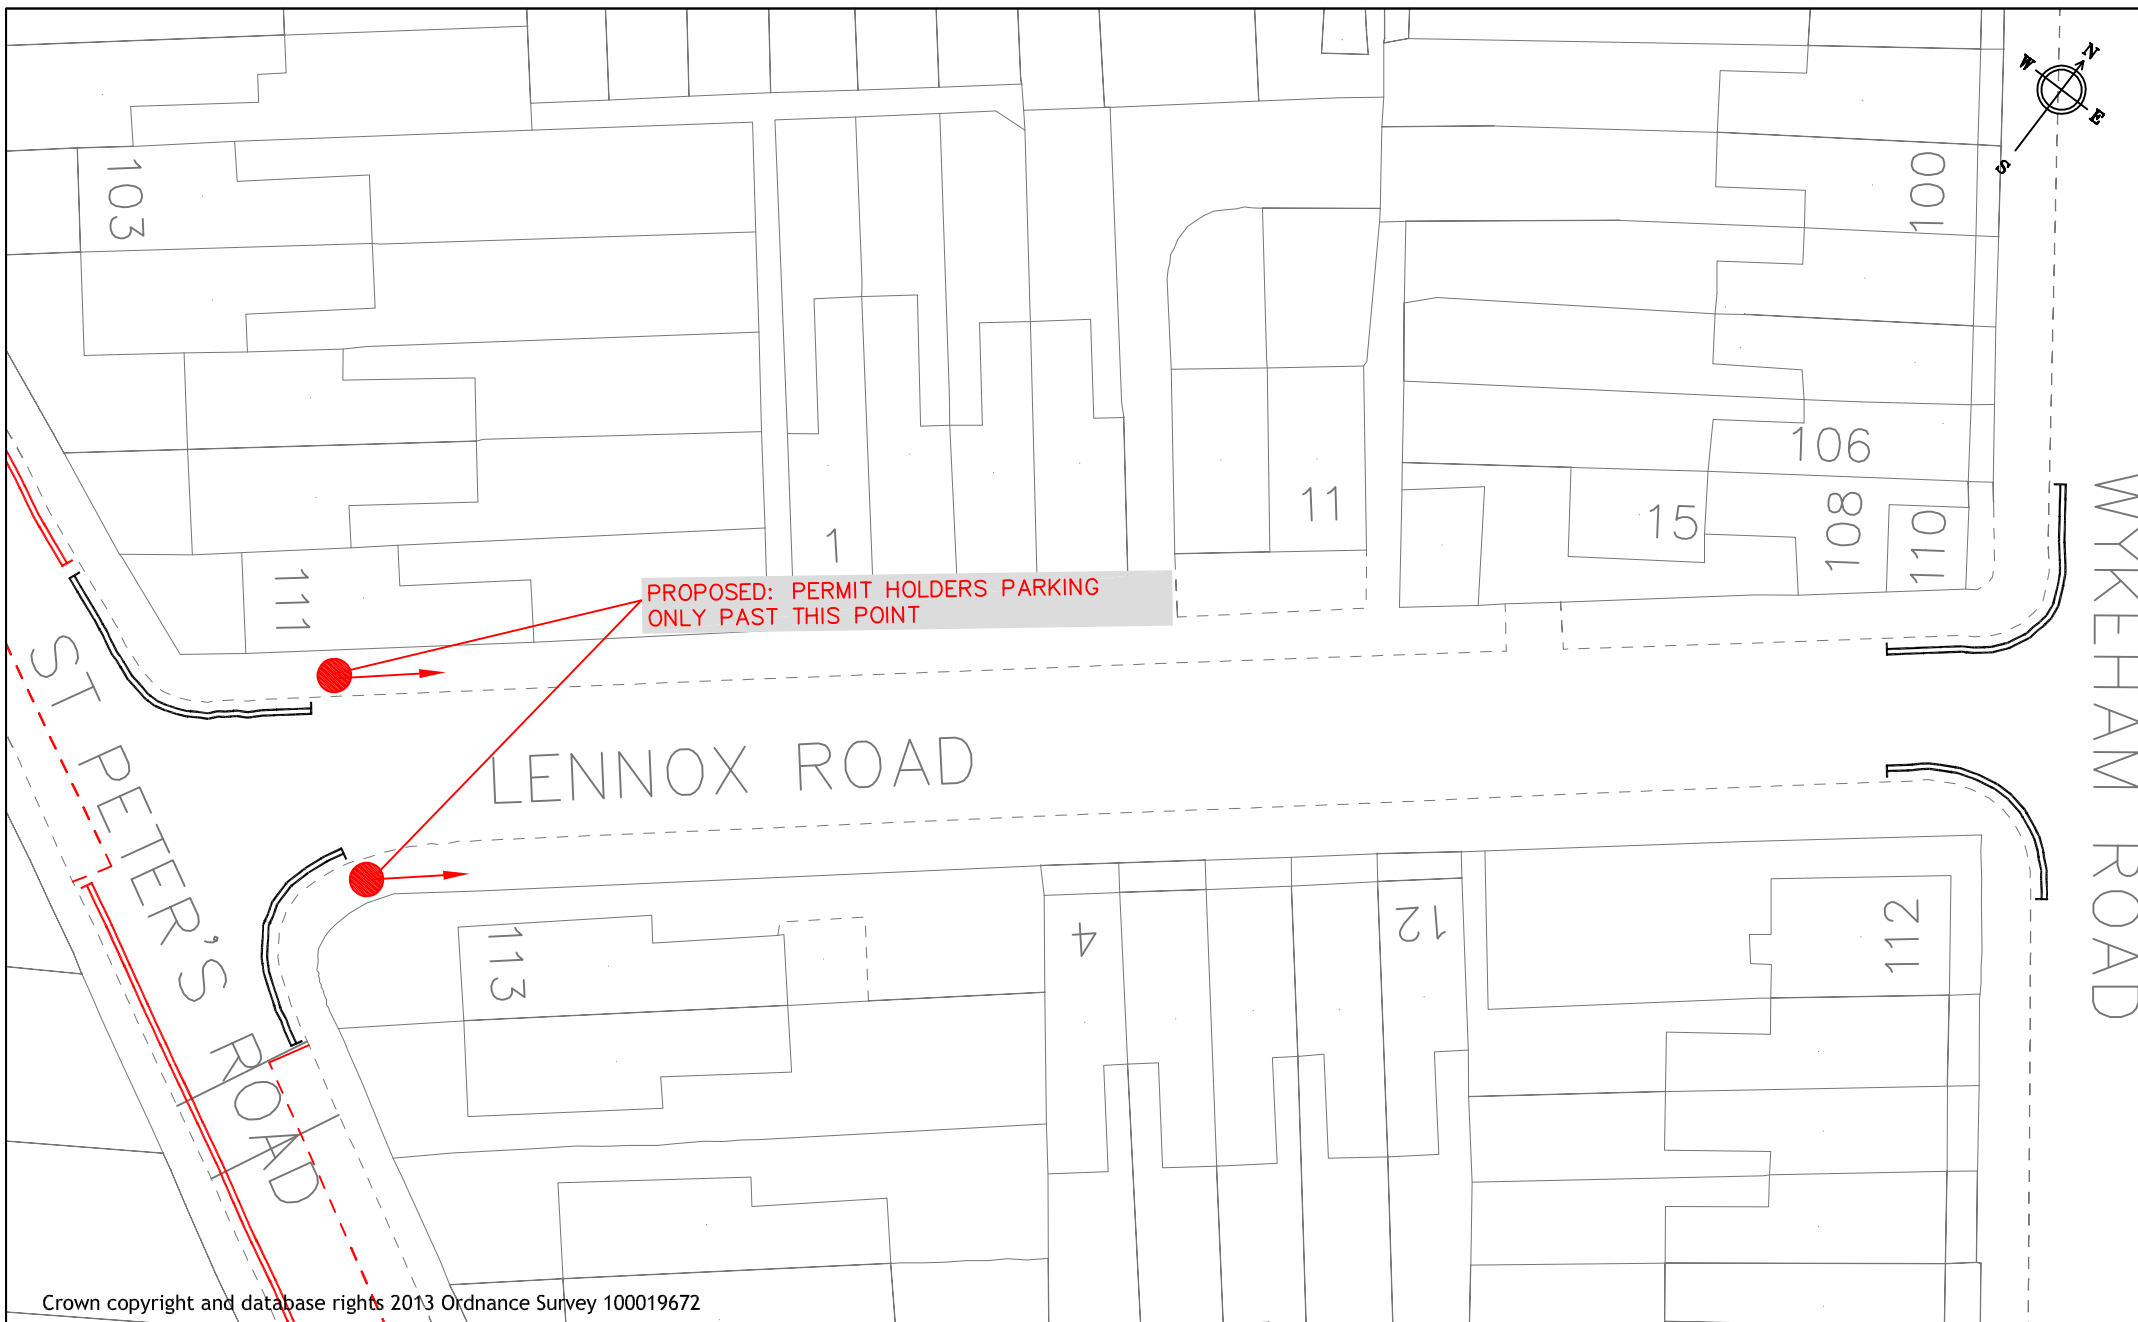 N
W
E
S
103
100
106
11
15
108
110
1
111
PROPOSED: PERMIT HOLDERS PARKING
ONLY PAST THIS POINT
ST PETER'S ROAD
LENNOX ROAD
WYKEHAM ROAD
113
4
12
112
Crown copyright and database rights 2013 Ordnance Survey 100019672